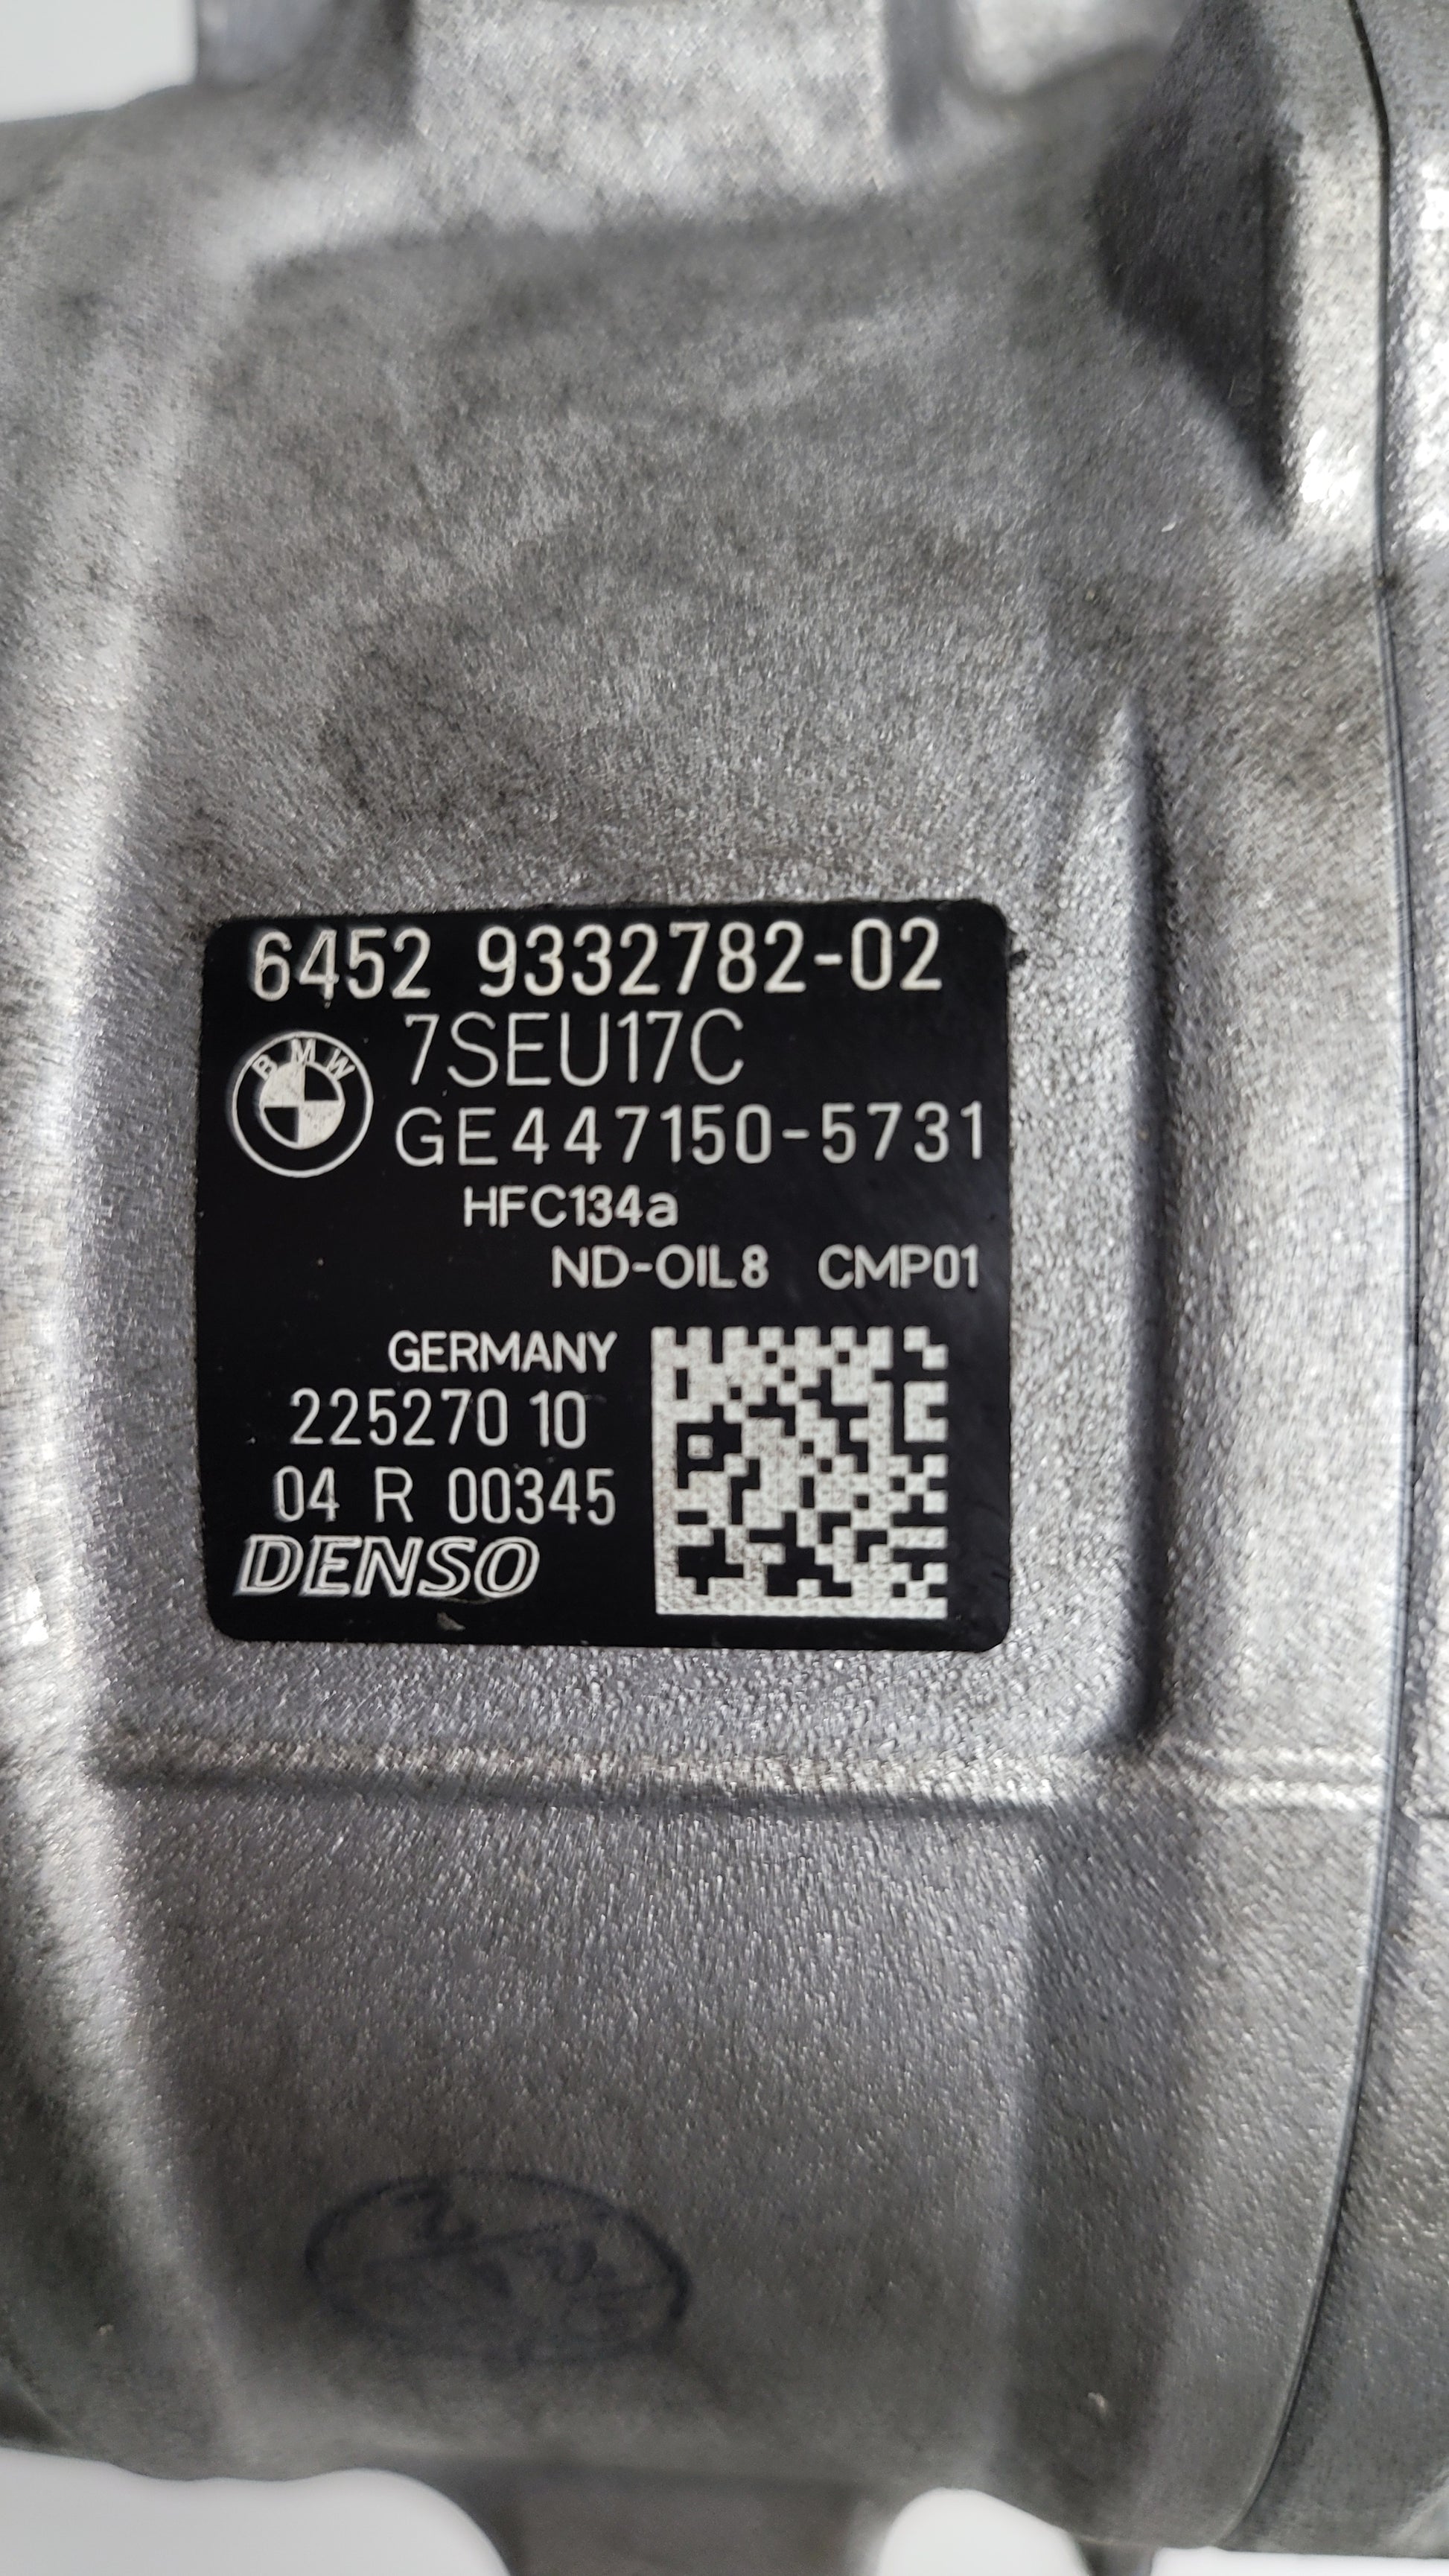 6452 9332782-02
BMW
7SEU17C
GE447150-5731
HFC134a
ND-OIL8 CMP01
GERMANY
225270 10
04 R 00345
DENSO